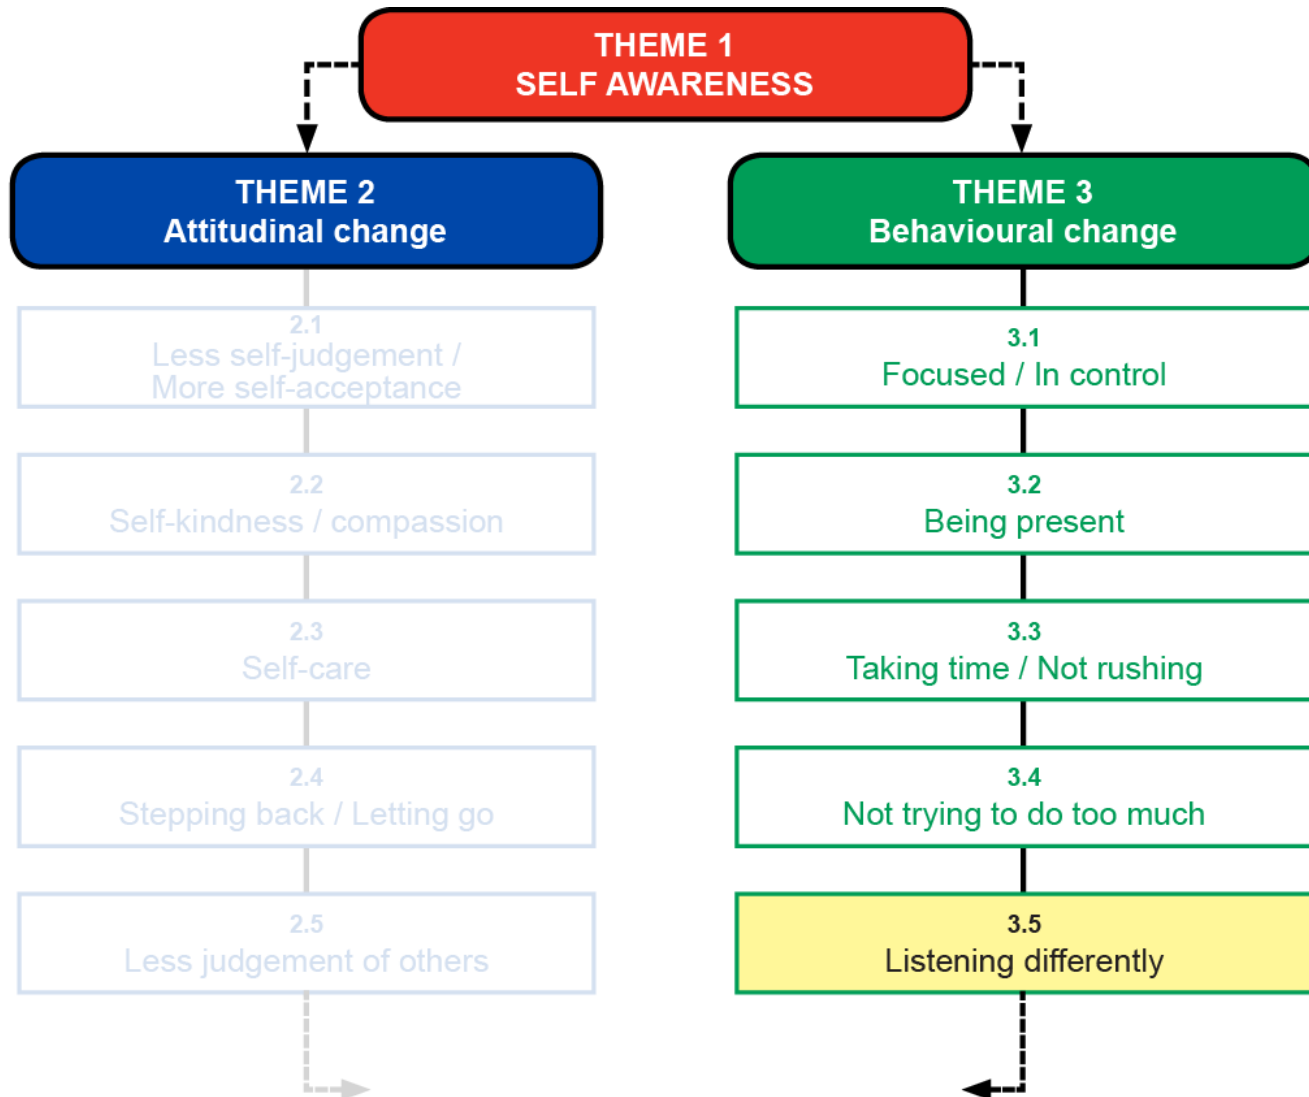 THEME 1
SELF AWARENESS
THEME 2
Attitudinal change
2.1
Less self-judgement /
More self-acceptance
2.2
Self-kindness / compassion
2.3
Self-care
2.4
Stepping back / Letting go
2.5
Less judgement of others
THEME 3
Behavioural change
3.1
Focused / In control
3.2
Being present
3.3
Taking time / Not rushing
3.4
Not trying to do too much
3.5
Listening differently